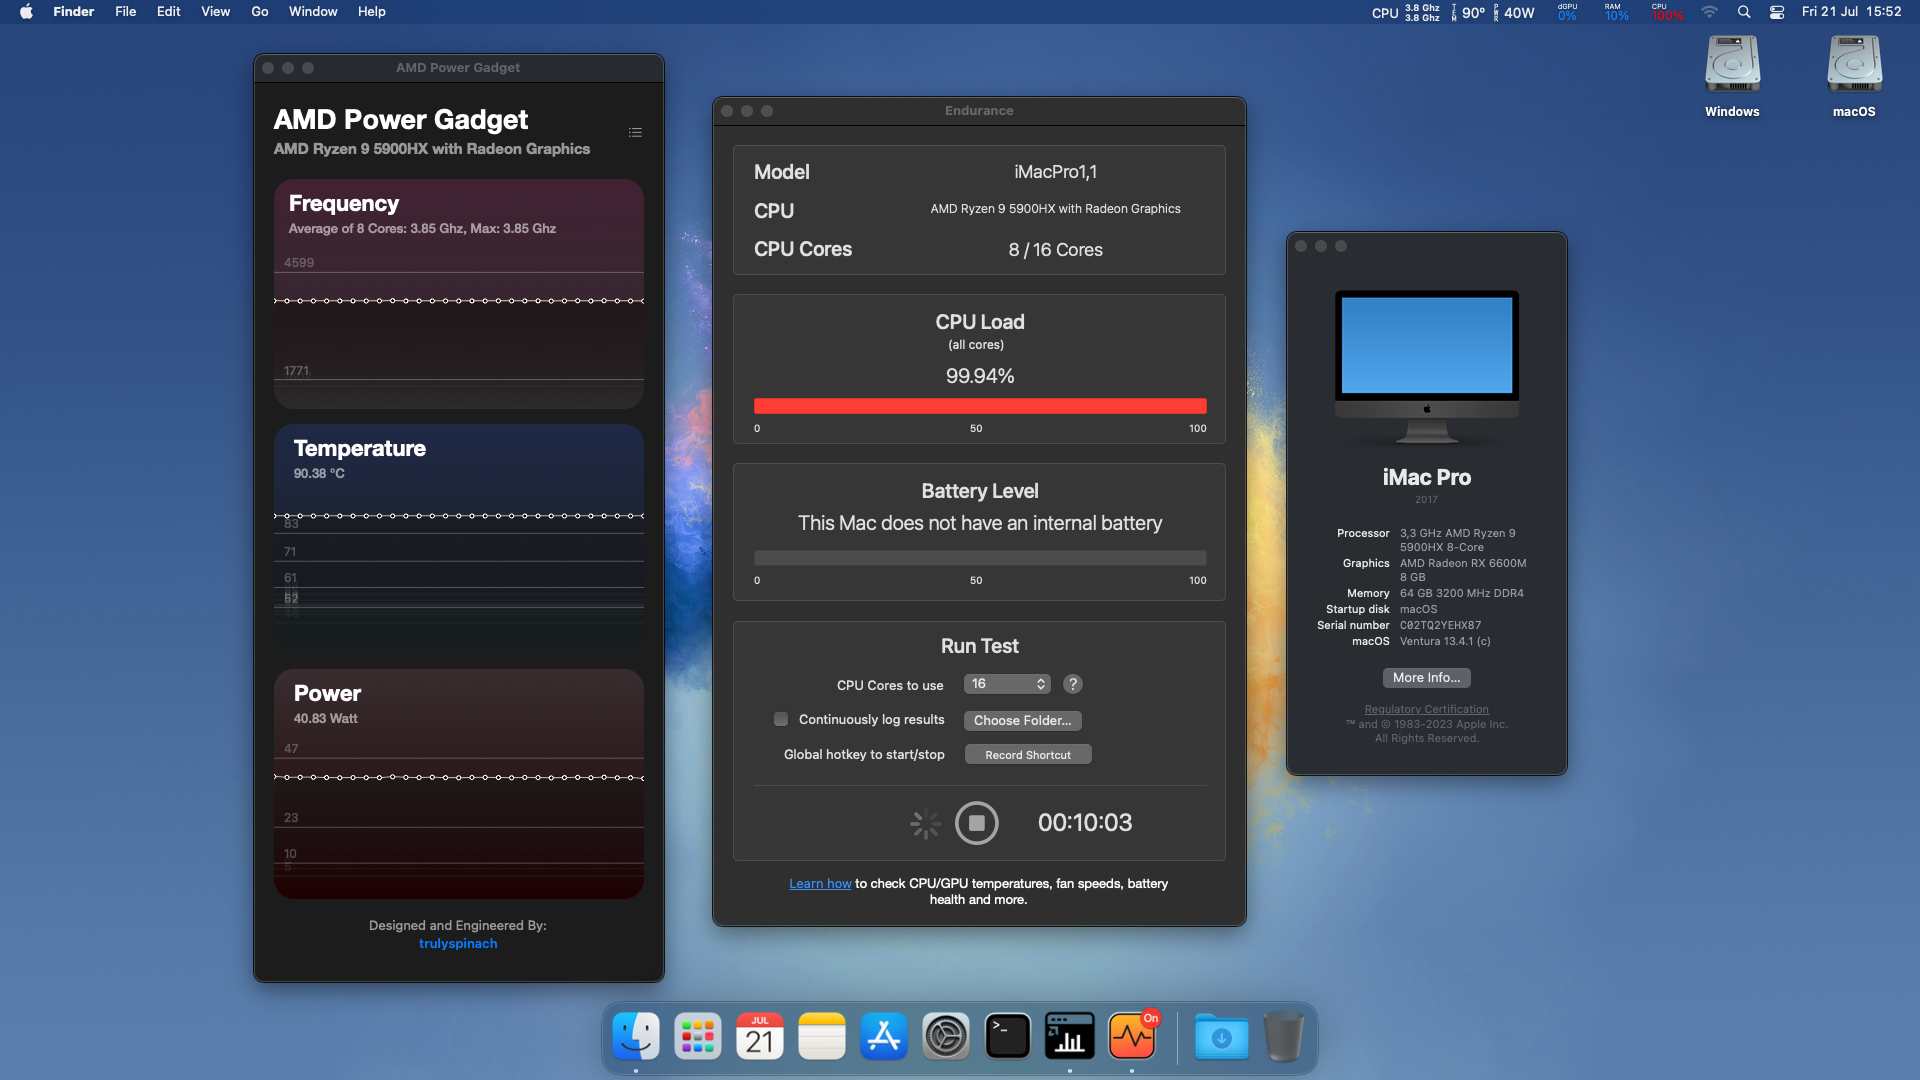 Finder File Edit View Go Window Help
CPU 3.8 Ghz 3.8 Ghz TEM 90° PWR 40W dGPU 0% RAM 10% CPU 100% Fri 21 Jul 15:52
Windows
macOS
AMD Power Gadget
AMD Power Gadget
AMD Ryzen 9 5900HX with Radeon Graphics
Frequency
Average of 8 Cores: 3.85 Ghz, Max: 3.85 Ghz
4599
1771
Temperature
90.38 °C
83
71
61
52
Power
40.83 Watt
47
23
10
5
Designed and Engineered By:
trulyspinach
Endurance
Model iMacPro1,1
CPU AMD Ryzen 9 5900HX with Radeon Graphics
CPU Cores 8 / 16 Cores
CPU Load
(all cores)
99.94%
0 50 100
Battery Level
This Mac does not have an internal battery
0 50 100
Run Test
CPU Cores to use 16 ?
Continuously log results Choose Folder...
Global hotkey to start/stop Record Shortcut
00:10:03
Learn how to check CPU/GPU temperatures, fan speeds, battery
health and more.
iMac Pro
2017
Processor 3,3 GHz AMD Ryzen 9
5900HX 8-Core
Graphics AMD Radeon RX 6600M
8 GB
Memory 64 GB 3200 MHz DDR4
Startup disk macOS
Serial number C02TQ2YEHX87
macOS Ventura 13.4.1 (c)
More Info...
Regulatory Certification
™ and © 1983-2023 Apple Inc.
All Rights Reserved.
JUL
21
>_
On